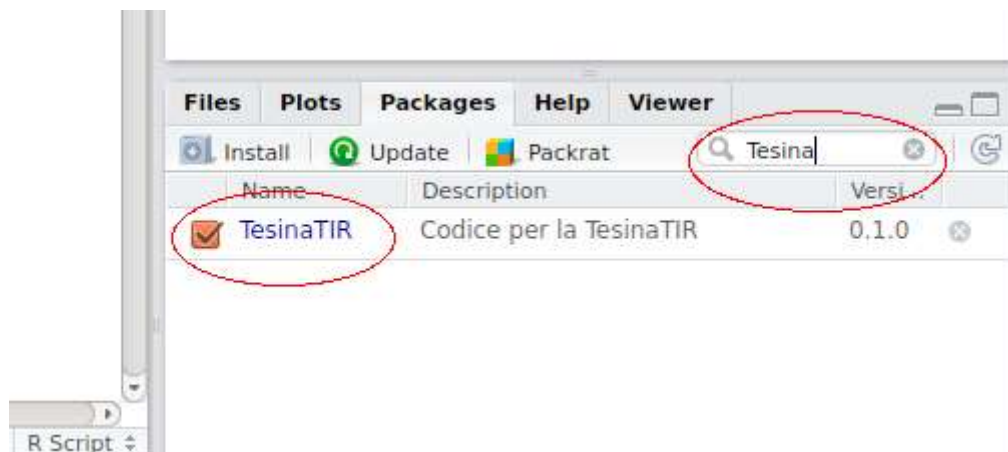 Files Plots Packages Help Viewer
Install Update Packrat Tesina
Name Description Versi...
TesinaTIR Codice per la TesinaTIR 0.1.0
R Script